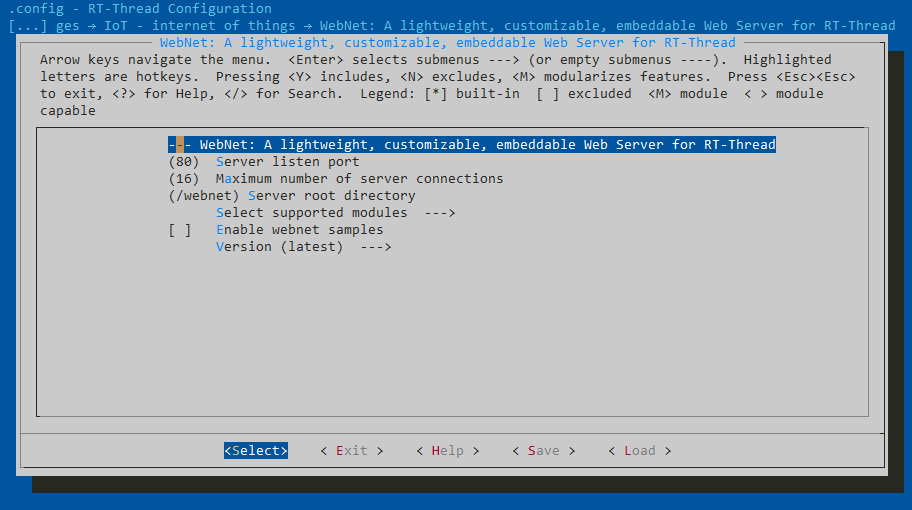 .config - RT-Thread Configuration
[...] ges → IoT - internet of things → WebNet: A lightweight, customizable, embeddable Web Server for RT-Thread
WebNet: A lightweight, customizable, embeddable Web Server for RT-Thread
Arrow keys navigate the menu.  <Enter> selects submenus ---> (or empty submenus ----).  Highlighted
letters are hotkeys.  Pressing <Y> includes, <N> excludes, <M> modularizes features.  Press <Esc><Esc>
to exit, <?> for Help, </> for Search.  Legend: [*] built-in  [ ] excluded  <M> module  < > module
capable
--- WebNet: A lightweight, customizable, embeddable Web Server for RT-Thread
(80)  Server listen port
(16)  Maximum number of server connections
(/webnet) Server root directory
Select supported modules  --->
[ ]   Enable webnet samples
Version (latest)  --->
<Select>    < Exit >    < Help >    < Save >    < Load >